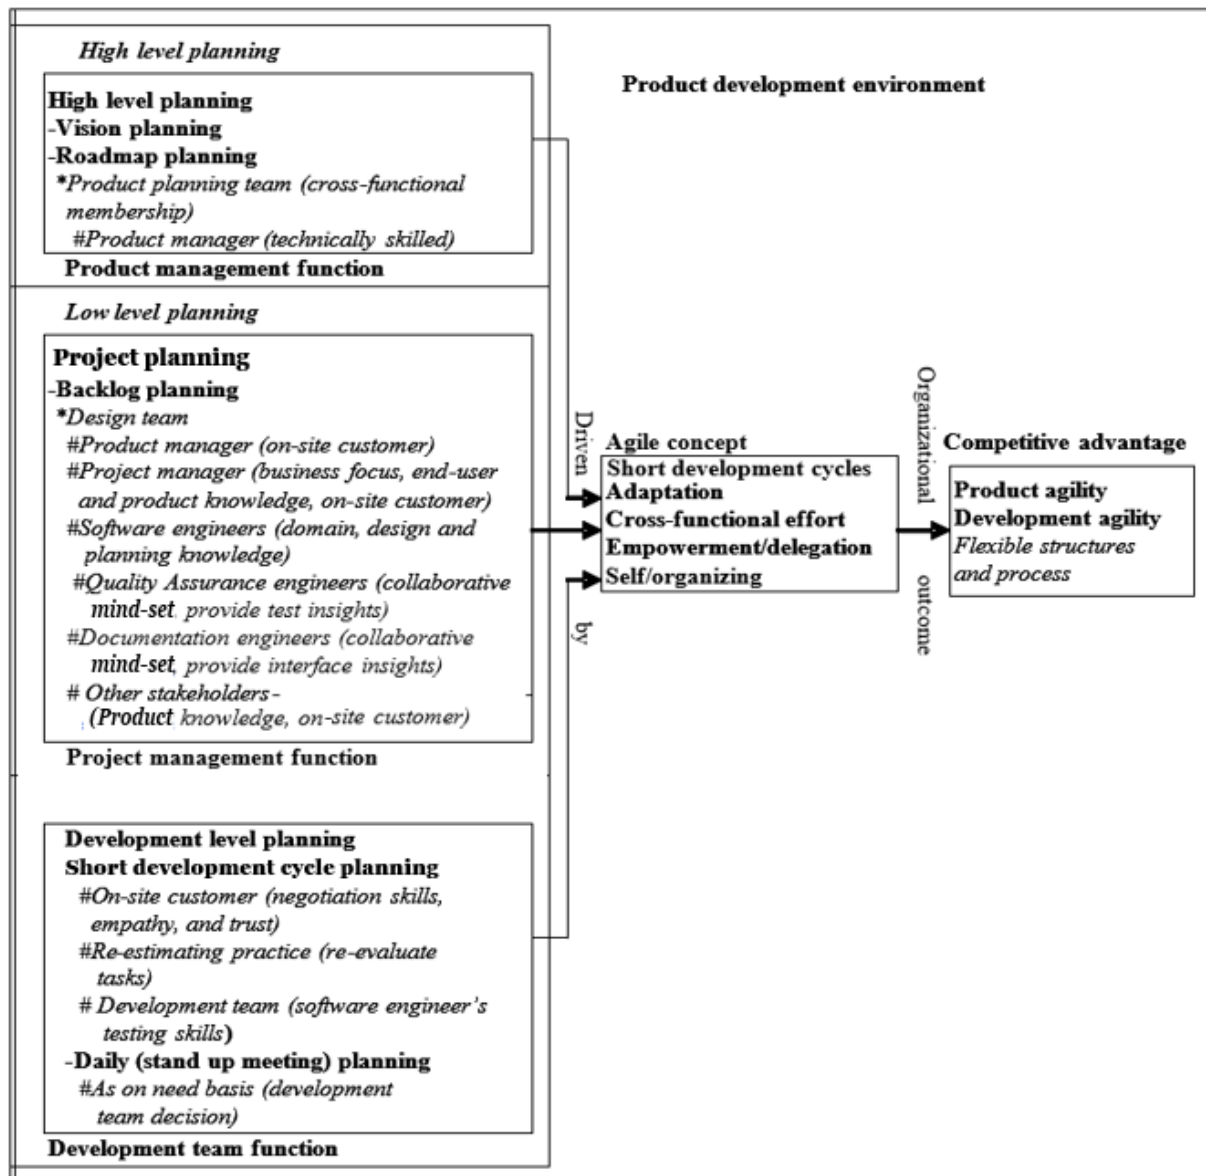 High level planning
High level planning
-Vision planning
-Roadmap planning
*Product planning team (cross-functional
membership)
#Product manager (technically skilled)
Product management function
Low level planning
Project planning
-Backlog planning
*Design team
#Product manager (on-site customer)
#Project manager (business focus, end-user
and product knowledge, on-site customer)
#Software engineers (domain, design and
planning knowledge)
#Quality Assurance engineers (collaborative
mind-set, provide test insights)
#Documentation engineers (collaborative
mind-set, provide interface insights)
# Other stakeholders-
(Product knowledge, on-site customer)
Project management function
Development level planning
Short development cycle planning
#On-site customer (negotiation skills,
empathy, and trust)
#Re-estimating practice (re-evaluate
tasks)
# Development team (software engineer's
testing skills)
-Daily (stand up meeting) planning
#As on need basis (development
team decision)
Development team function
Product development environment
Driven by
Agile concept
Short development cycles
Adaptation
Cross-functional effort
Empowerment/delegation
Self/organizing
Organizational outcome
Competitive advantage
Product agility
Development agility
Flexible structures
and process